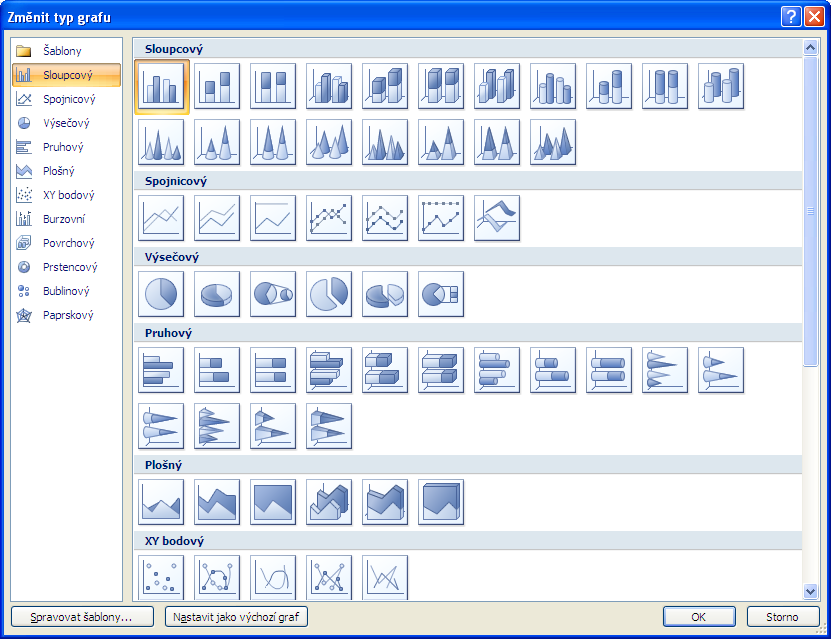 Změnit typ grafu
Šablony
Sloupcový
Spojnicový
Výsečový
Pruhový
Plošný
XY bodový
Burzovní
Povrchový
Prstencový
Bublinový
Paprskový
Sloupcový
Spojnicový
Výsečový
Pruhový
Plošný
XY bodový
Spravovat šablony...
Nastavit jako výchozí graf
OK
Storno